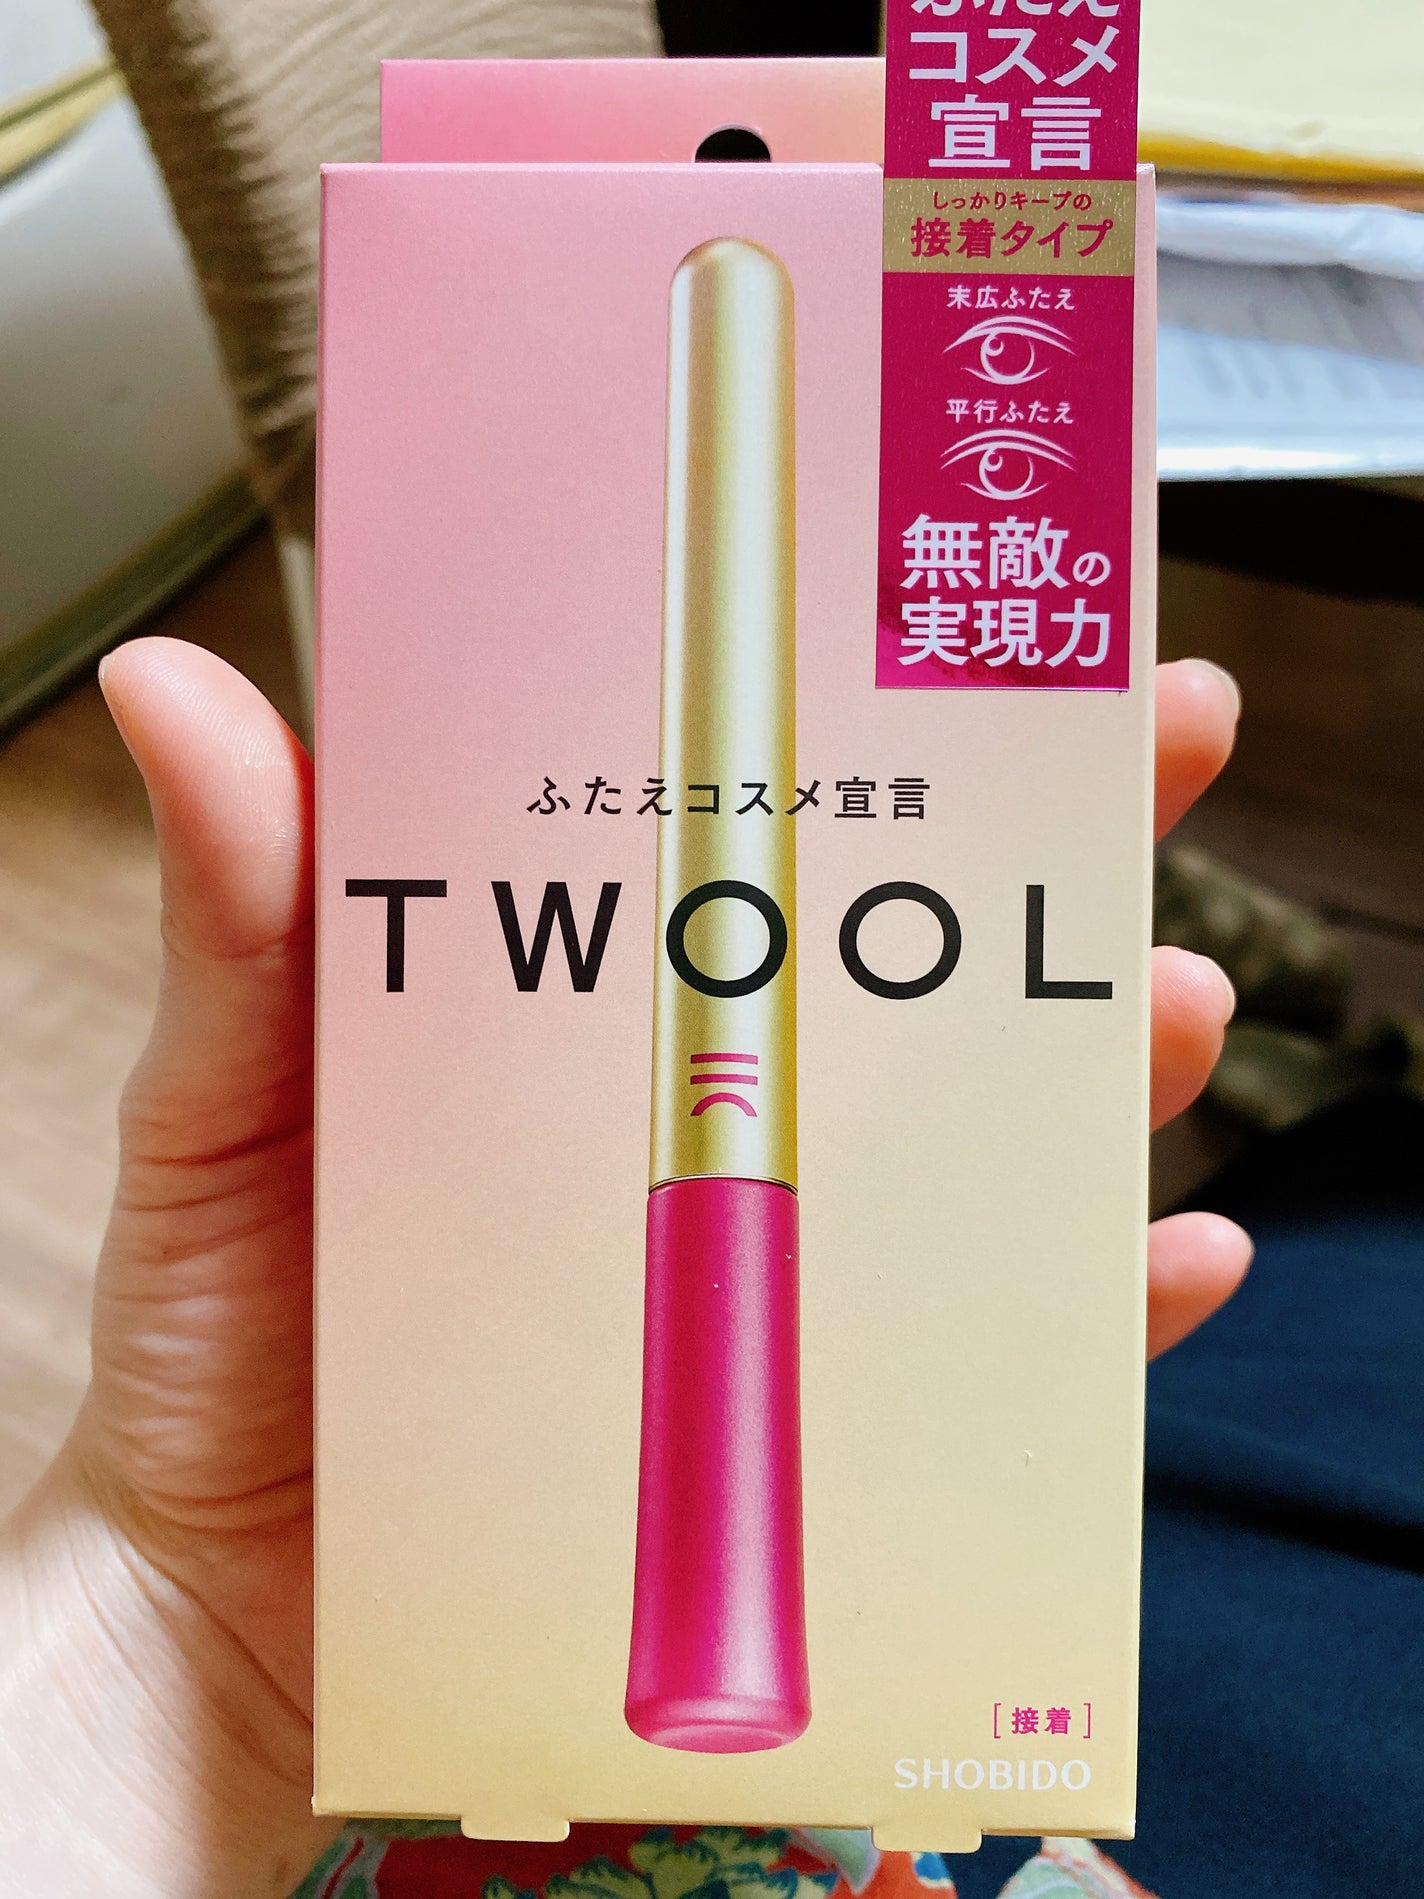 ふたえ
コスメ
宣言
しっかりキープの
接着タイプ
末広ふたえ
平行ふたえ
無敵の
実現力
ふたえコスメ宣言
TWOOL
[接着]
SHOBIDO